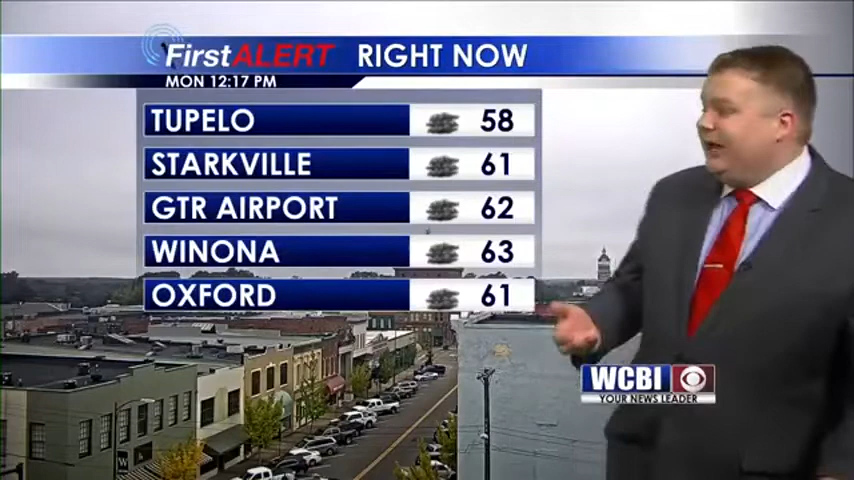 FirstALERT RIGHT NOW
MON 12:17 PM
TUPELO 58
STARKVILLE 61
GTR AIRPORT 62
WINONA 63
OXFORD 61
WCBI
YOUR NEWS LEADER
W